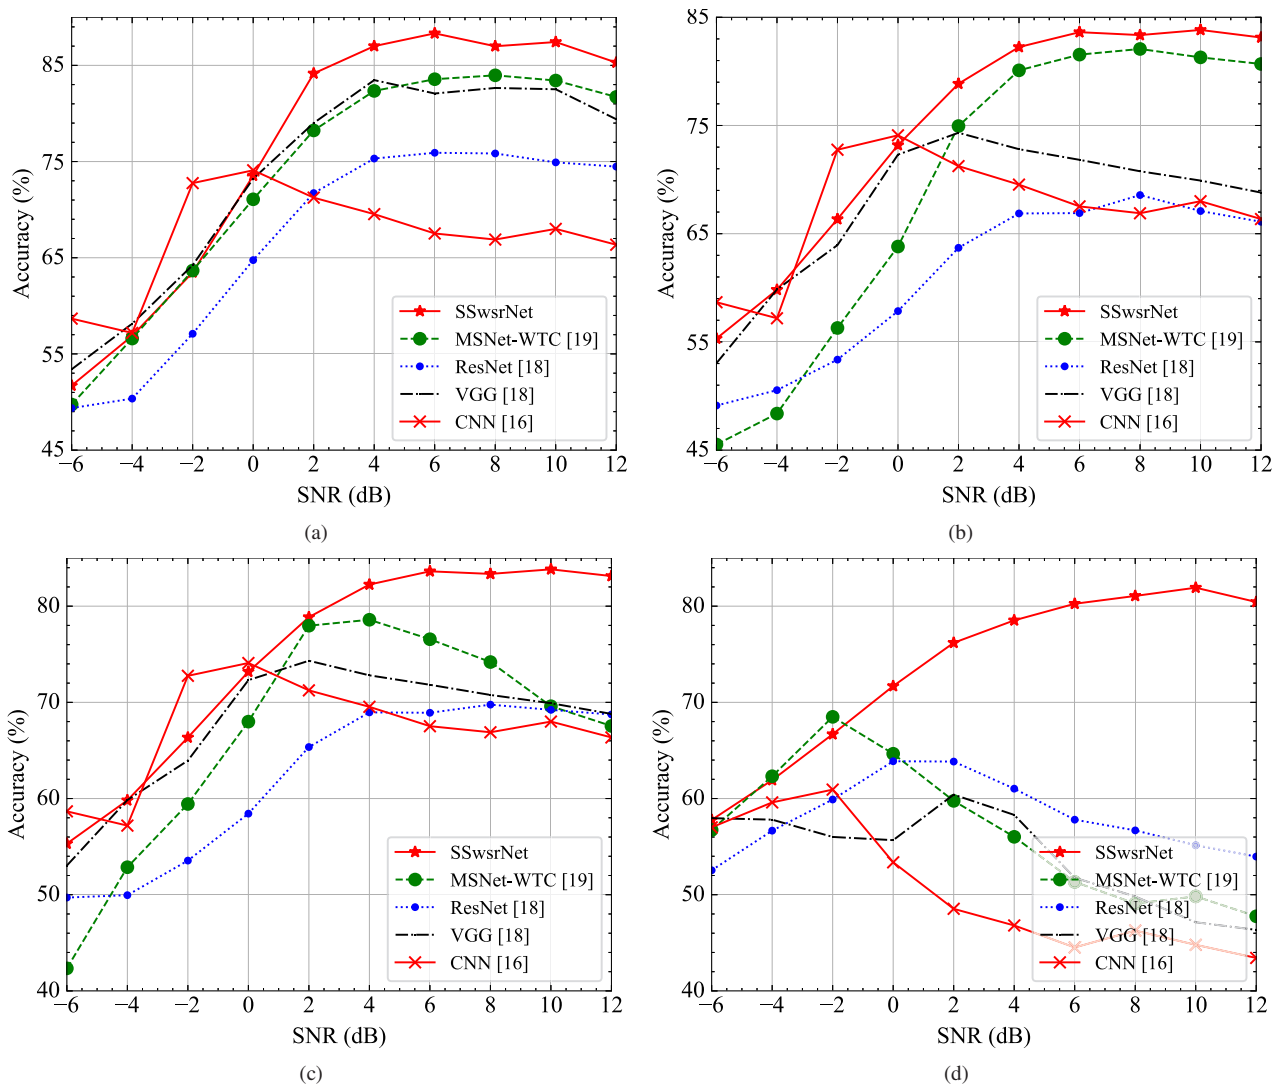 Accuracy (%)
85
75
65
55
45
SSwsrNet
MSNet-WTC [19]
ResNet [18]
VGG [18]
CNN [16]
−6 −4 −2 0 2 4 6 8 10 12
SNR (dB)
(a)
Accuracy (%)
85
75
65
55
45
SSwsrNet
MSNet-WTC [19]
ResNet [18]
VGG [18]
CNN [16]
−6 −4 −2 0 2 4 6 8 10 12
SNR (dB)
(b)
Accuracy (%)
80
70
60
50
40
SSwsrNet
MSNet-WTC [19]
ResNet [18]
VGG [18]
CNN [16]
−6 −4 −2 0 2 4 6 8 10 12
SNR (dB)
(c)
Accuracy (%)
80
70
60
50
40
SSwsrNet
MSNet-WTC [19]
ResNet [18]
VGG [18]
CNN [16]
−6 −4 −2 0 2 4 6 8 10 12
SNR (dB)
(d)